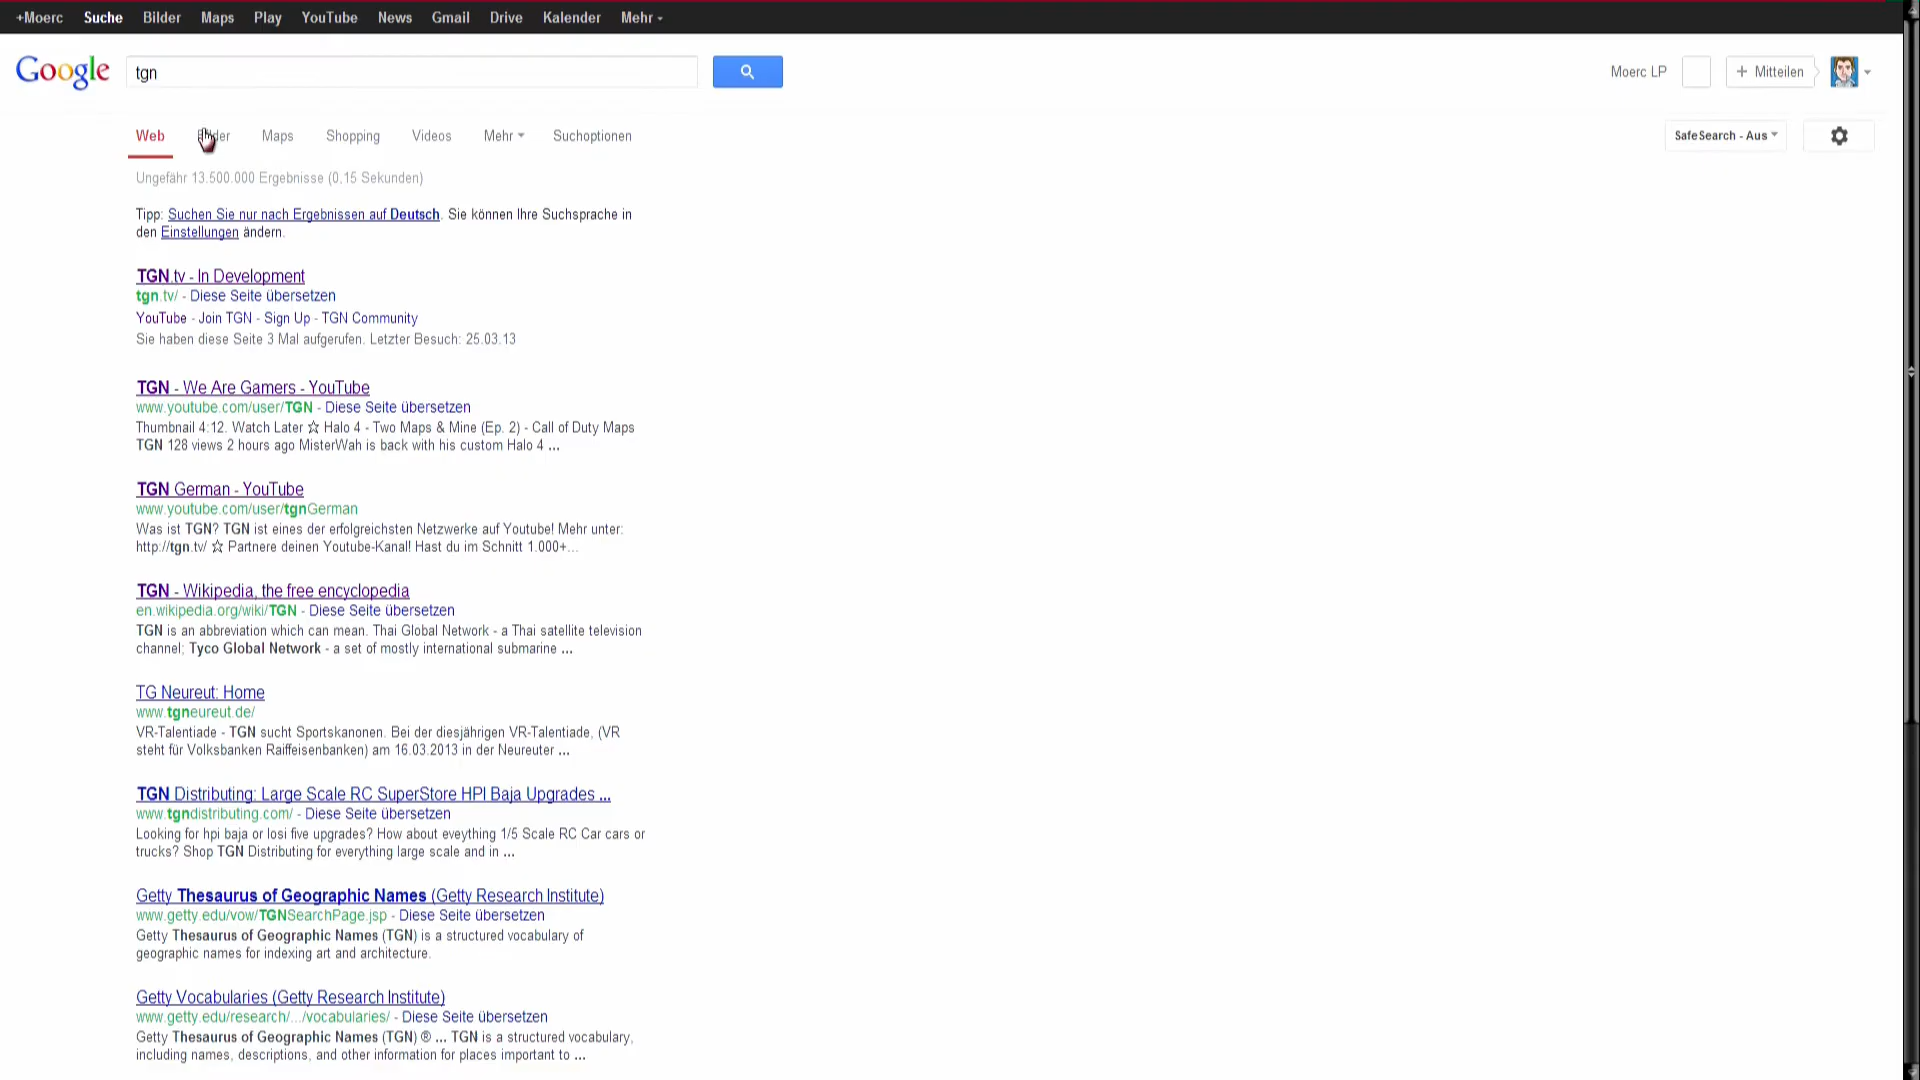 +Moerc Suche Bilder Maps Play YouTube News Gmail Drive Kalender Mehr
Google tgn Moerc LP + Mitteilen
Web Maps Shopping Videos Mehr Suchoptionen SafeSearch - Aus
Ungefähr 13.500.000 Ergebnisse (0,15 Sekunden)
Tipp: Suchen Sie nur nach Ergebnissen auf Deutsch. Sie können Ihre Suchsprache in
den Einstellungen ändern.
TGN.tv - In Development
tgn.tv/ - Diese Seite übersetzen
YouTube - Join TGN - Sign Up - TGN Community
Sie haben diese Seite 3 Mal aufgerufen. Letzter Besuch: 25.03.13
TGN - We Are Gamers - YouTube
www.youtube.com/user/TGN - Diese Seite übersetzen
Thumbnail 4:12. Watch Later ☆ Halo 4 - Two Maps & Mine (Ep. 2) - Call of Duty Maps
TGN 128 views 2 hours ago MisterWah is back with his custom Halo 4 ...
TGN German - YouTube
www.youtube.com/user/tgnGerman
Was ist TGN? TGN ist eines der erfolgreichsten Netzwerke auf Youtube! Mehr unter:
http://tgn.tv/ ☆ Partnere deinen Youtube-Kanal! Hast du im Schnitt 1.000+...
TGN - Wikipedia, the free encyclopedia
en.wikipedia.org/wiki/TGN - Diese Seite übersetzen
TGN is an abbreviation which can mean. Thai Global Network - a Thai satellite television
channel; Tyco Global Network - a set of mostly international submarine ...
TG Neureut: Home
www.tgneureut.de/
VR-Talentiade - TGN sucht Sportskanonen. Bei der diesjährigen VR-Talentiade, (VR
steht für Volksbanken Raiffeisenbanken) am 16.03.2013 in der Neureuter ...
TGN Distributing: Large Scale RC SuperStore HPI Baja Upgrades ...
www.tgndistributing.com/ - Diese Seite übersetzen
Looking for hpi baja or losi five upgrades? How about eveything 1/5 Scale RC Car cars or
trucks? Shop TGN Distributing for everything large scale and in ...
Getty Thesaurus of Geographic Names (Getty Research Institute)
www.getty.edu/vow/TGNSearchPage.jsp - Diese Seite übersetzen
Getty Thesaurus of Geographic Names (TGN) is a structured vocabulary of
geographic names for indexing art and architecture.
Getty Vocabularies (Getty Research Institute)
www.getty.edu/research/.../vocabularies/ - Diese Seite übersetzen
Getty Thesaurus of Geographic Names (TGN) ® ... TGN is a structured vocabulary,
including names, descriptions, and other information for places important to ...